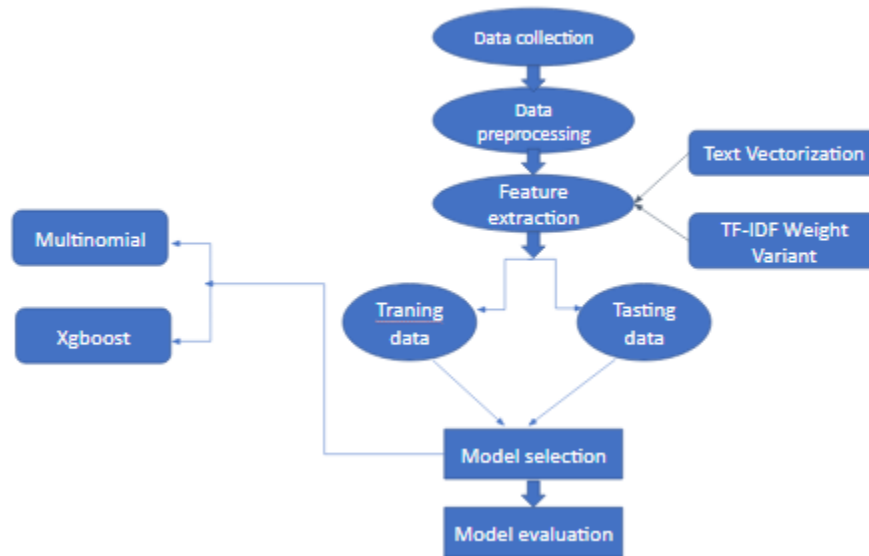 Data collection
Data
preprocessing
Text Vectorization
Feature
extraction
TF-IDF Weight
Variant
Multinomial
Xgboost
Traning
data
Tasting
data
Model selection
Model evaluation